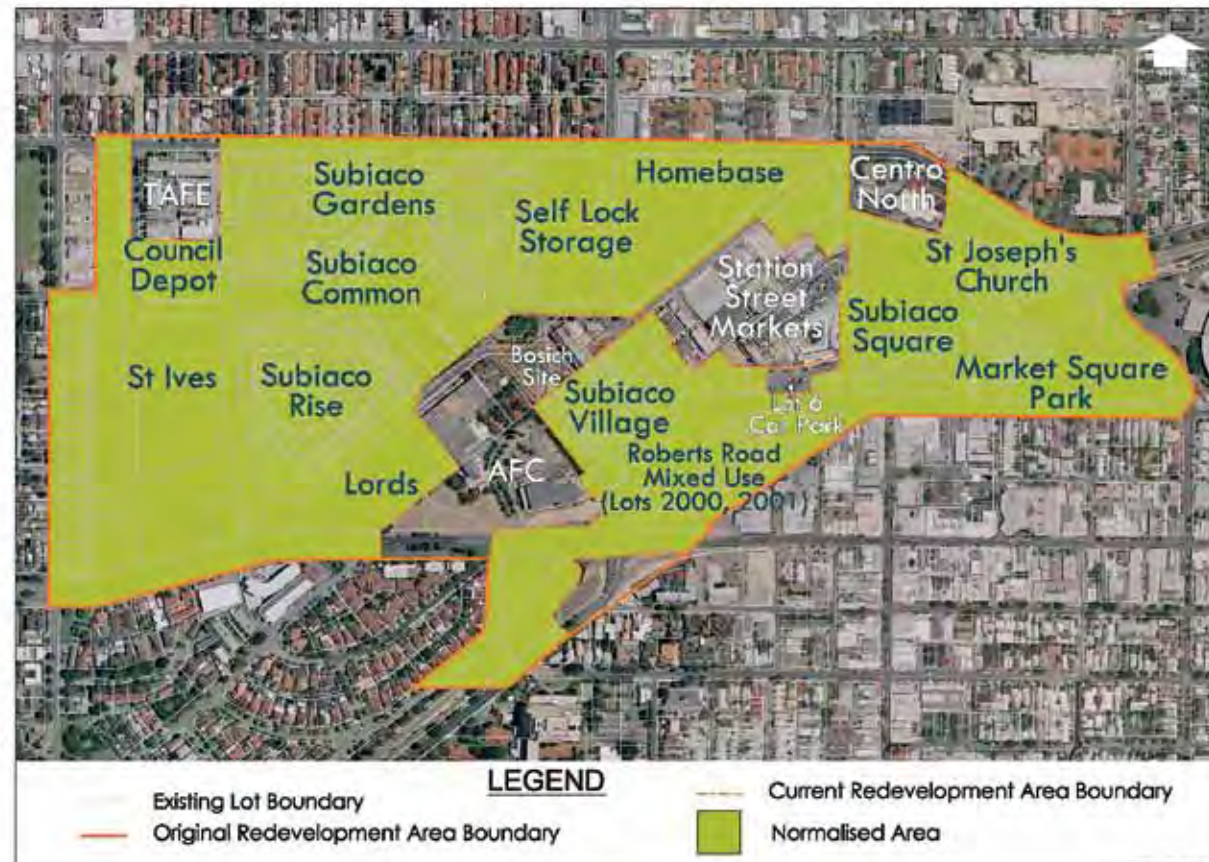 TAFE
Subiaco
Gardens
Homebase
Centro
North
Self Lock
Storage
Council
Depot
Subiaco
Common
St Joseph's
Church
Station
Street
Markets
Subiaco
Square
Bosich
Site
St Ives
Subiaco
Rise
Subiaco
Village
Market Square
Park
Lot 6
Car Park
Roberts Road
Mixed Use
(Lots 2000, 2001)
AFC
Lords
LEGEND
Existing Lot Boundary
Original Redevelopment Area Boundary
Current Redevelopment Area Boundary
Normalised Area